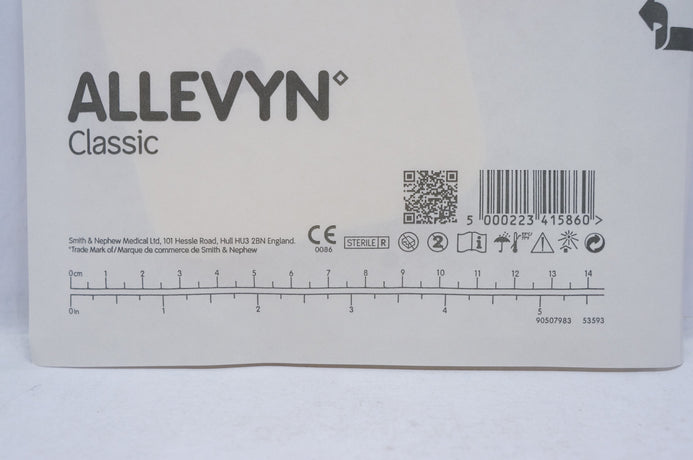 ALLEVYN◇
Classic
5 000223 415860 >
Smith & Nephew Medical Ltd, 101 Hessle Road, Hull HU3 2BN England.
°Trade Mark of/Marque de commerce de Smith & Nephew
CE
0086
STERILE R
2
i
0cm 1 2 3 4 5 6 7 8 9 10 11 12 13 14
0in 1 2 3 4 5
90507983 53593